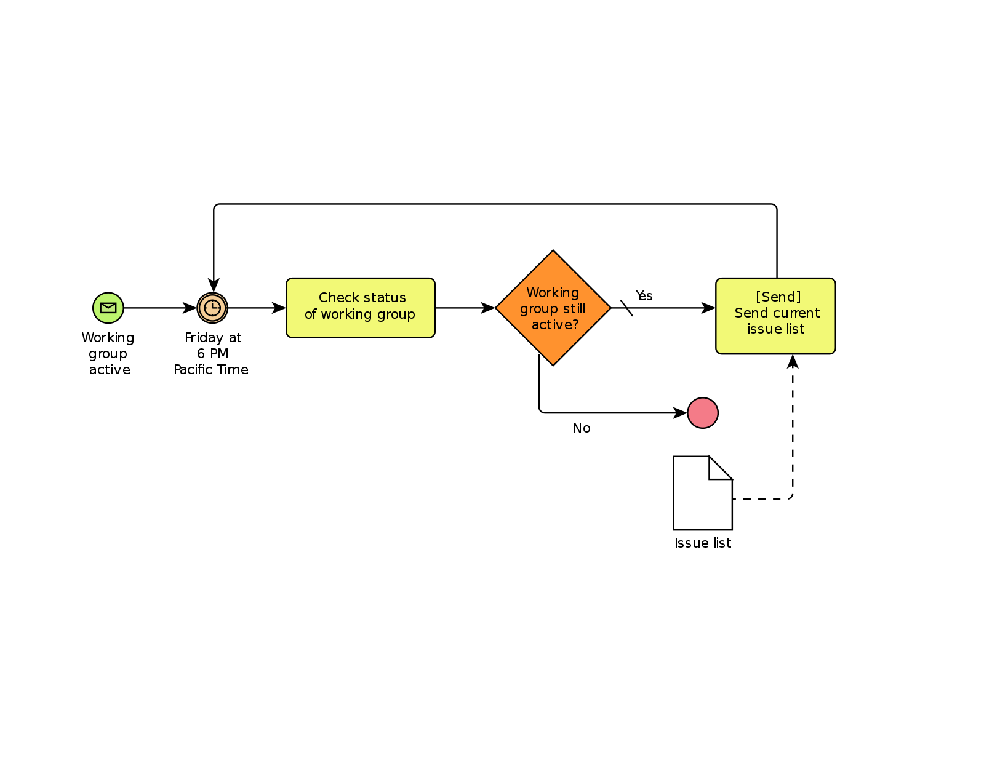 Working
group
active
Friday at
6 PM
Pacific Time
Check status
of working group
Working
group still
active?
Yes
[Send]
Send current
issue list
No
Issue list